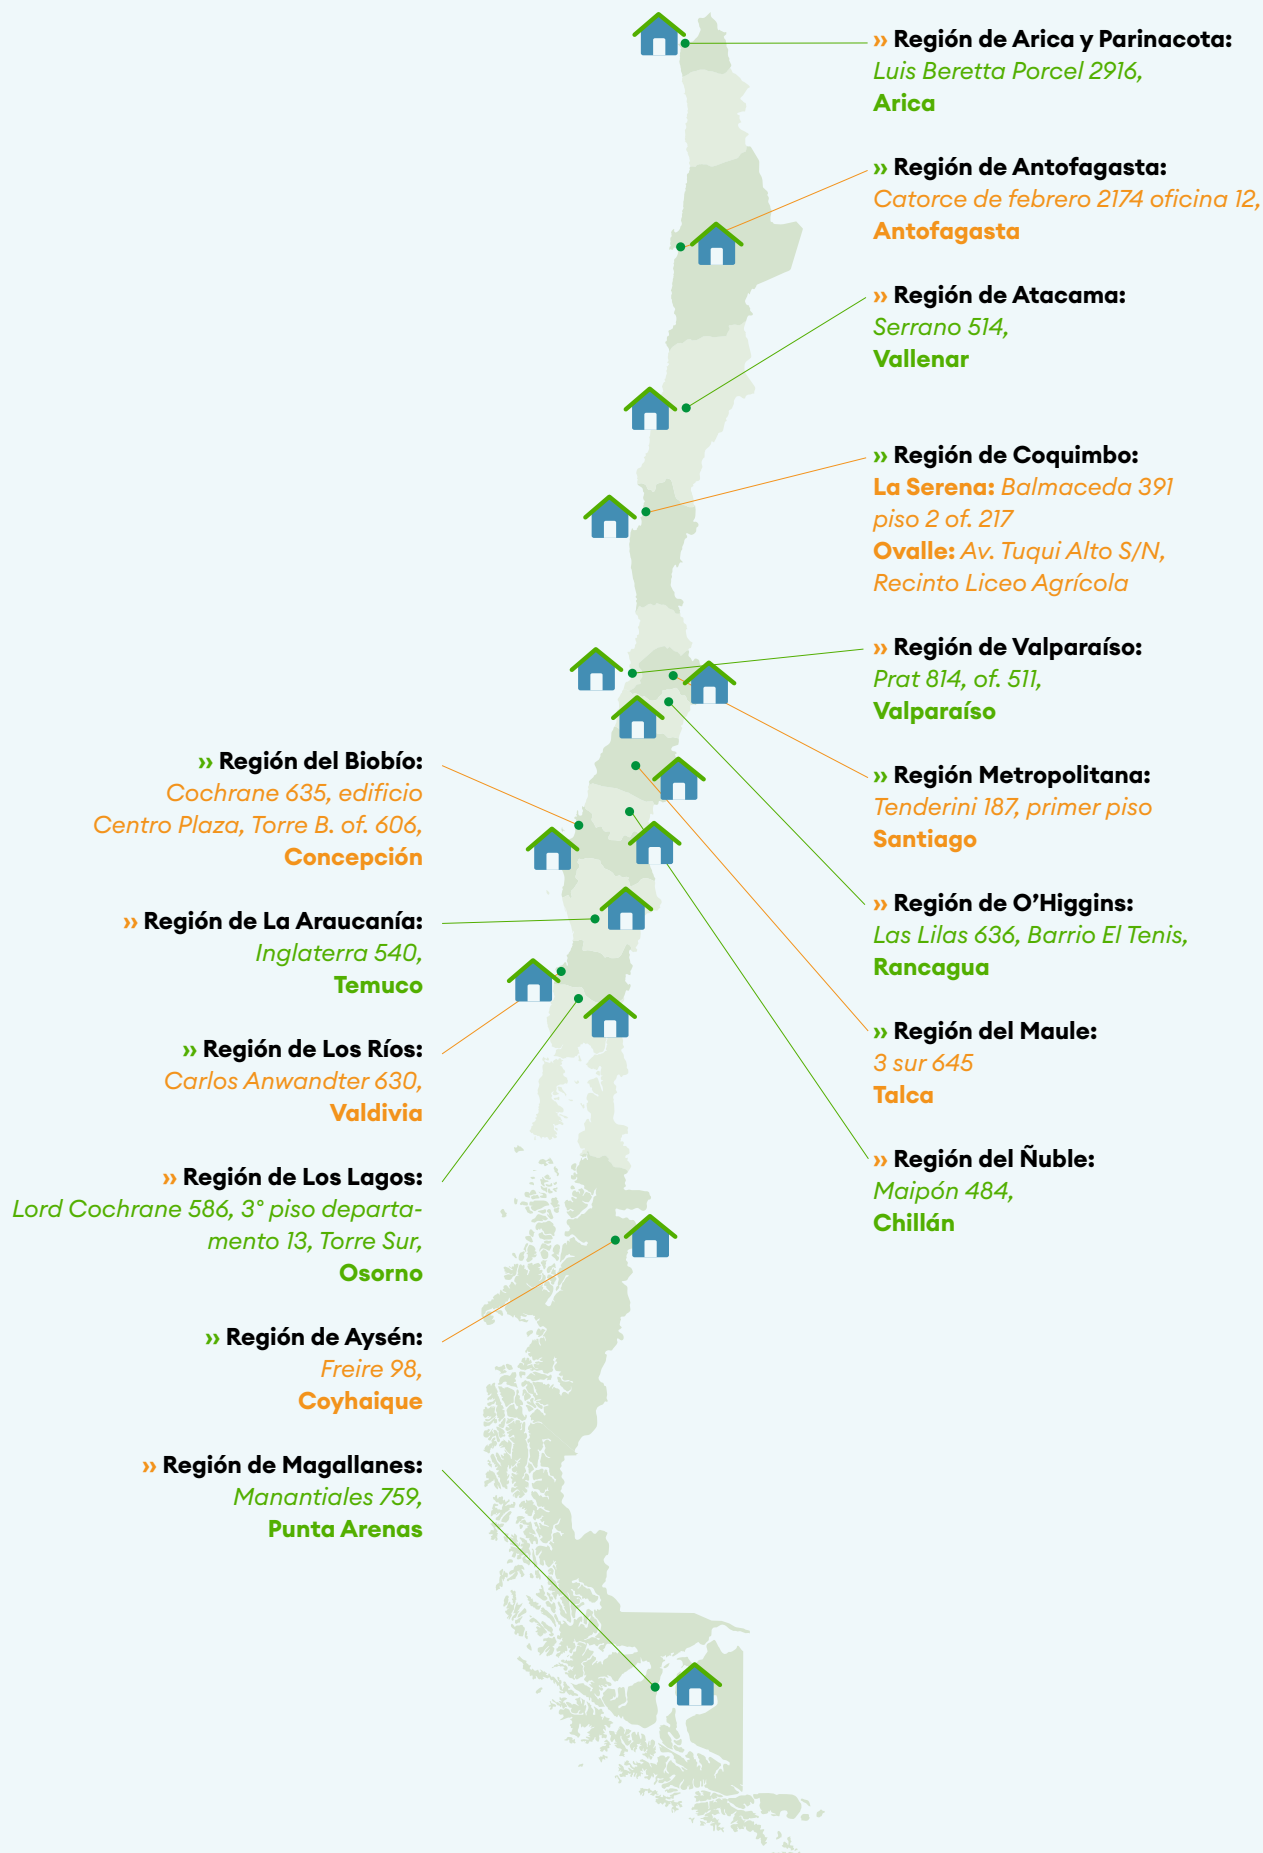 ›› Región de Arica y Parinacota:
Luis Beretta Porcel 2916,
Arica
›› Región de Antofagasta:
Catorce de febrero 2174 oficina 12,
Antofagasta
›› Región de Atacama:
Serrano 514,
Vallenar
›› Región de Coquimbo:
La Serena: Balmaceda 391
piso 2 of. 217
Ovalle: Av. Tuqui Alto S/N,
Recinto Liceo Agrícola
›› Región de Valparaíso:
Prat 814, of. 511,
Valparaíso
›› Región Metropolitana:
Tenderini 187, primer piso
Santiago
›› Región de O’Higgins:
Las Lilas 636, Barrio El Tenis,
Rancagua
›› Región del Maule:
3 sur 645
Talca
›› Región del Ñuble:
Maipón 484,
Chillán
›› Región del Biobío:
Cochrane 635, edificio
Centro Plaza, Torre B. of. 606,
Concepción
›› Región de La Araucanía:
Inglaterra 540,
Temuco
›› Región de Los Ríos:
Carlos Anwandter 630,
Valdivia
›› Región de Los Lagos:
Lord Cochrane 586, 3° piso departa-
mento 13, Torre Sur,
Osorno
›› Región de Aysén:
Freire 98,
Coyhaique
›› Región de Magallanes:
Manantiales 759,
Punta Arenas